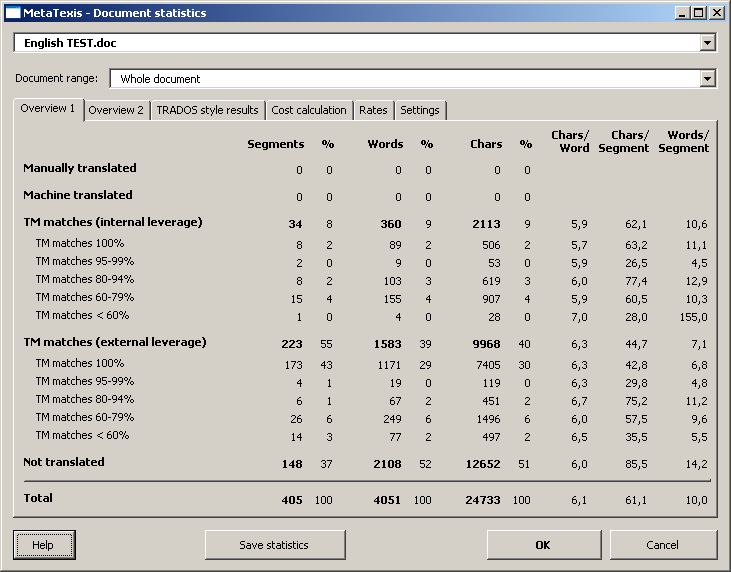 MetaTexis - Document statistics
English TEST.doc
Document range: Whole document
Overview 1 Overview 2 TRADOS style results Cost calculation Rates Settings
Chars/ Chars/ Words/
Segments % Words % Chars % Word Segment Segment
Manually translated 0 0 0 0 0 0
Machine translated 0 0 0 0 0 0
TM matches (internal leverage) 34 8 360 9 2113 9 5,9 62,1 10,6
TM matches 100% 8 2 89 2 506 2 5,7 63,2 11,1
TM matches 95-99% 2 0 9 0 53 0 5,9 26,5 4,5
TM matches 80-94% 8 2 103 3 619 3 6,0 77,4 12,9
TM matches 60-79% 15 4 155 4 907 4 5,9 60,5 10,3
TM matches < 60% 1 0 4 0 28 0 7,0 28,0 155,0
TM matches (external leverage) 223 55 1583 39 9968 40 6,3 44,7 7,1
TM matches 100% 173 43 1171 29 7405 30 6,3 42,8 6,8
TM matches 95-99% 4 1 19 0 119 0 6,3 29,8 4,8
TM matches 80-94% 6 1 67 2 451 2 6,7 75,2 11,2
TM matches 60-79% 26 6 249 6 1496 6 6,0 57,5 9,6
TM matches < 60% 14 3 77 2 497 2 6,5 35,5 5,5
Not translated 148 37 2108 52 12652 51 6,0 85,5 14,2
Total 405 100 4051 100 24733 100 6,1 61,1 10,0
Help Save statistics OK Cancel